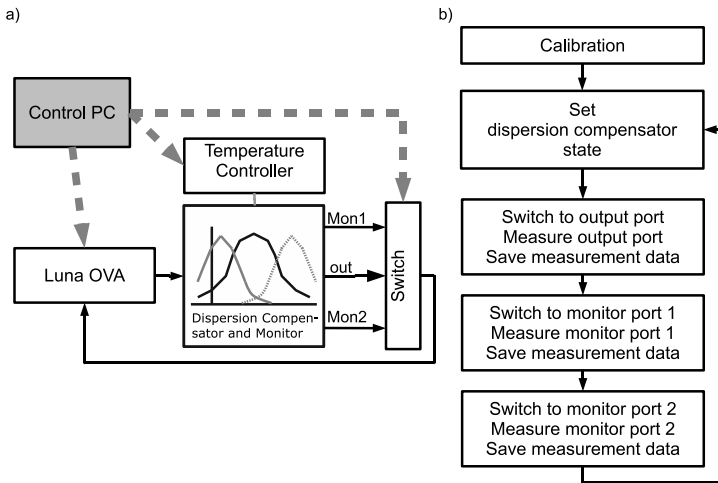 a)
Control PC
Temperature
Controller
Luna OVA
Mon1
out
Mon2
Switch
Dispersion Compen-
sator and Monitor
b)
Calibration
Set
dispersion compensator
state
Switch to output port
Measure output port
Save measurement data
Switch to monitor port 1
Measure monitor port 1
Save measurement data
Switch to monitor port 2
Measure monitor port 2
Save measurement data